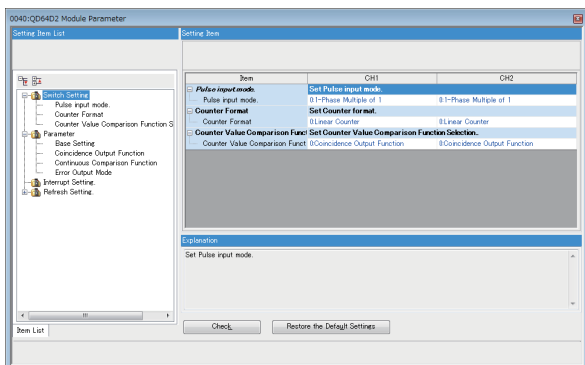 0040:QD64D2 Module Parameter
Setting Item List
Setting Item
Switch Setting
Pulse input mode.
Counter Format
Counter Value Comparison Function S
Parameter
Base Setting
Coincidence Output Function
Continuous Comparison Function
Error Output Mode
Interrupt Setting.
Refresh Setting.
Item List
Item CH1 CH2
Pulse input mode. Set Pulse input mode.
Pulse input mode. 0:1-Phase Multiple of 1 0:1-Phase Multiple of 1
Counter Format Set Counter format.
Counter Format 0:Linear Counter 0:Linear Counter
Counter Value Comparison Funct Set Counter Value Comparison Function Selection.
Counter Value Comparison Funct 0:Coincidence Output Function 0:Coincidence Output Function
Explanation
Set Pulse input mode.
Check
Restore the Default Settings